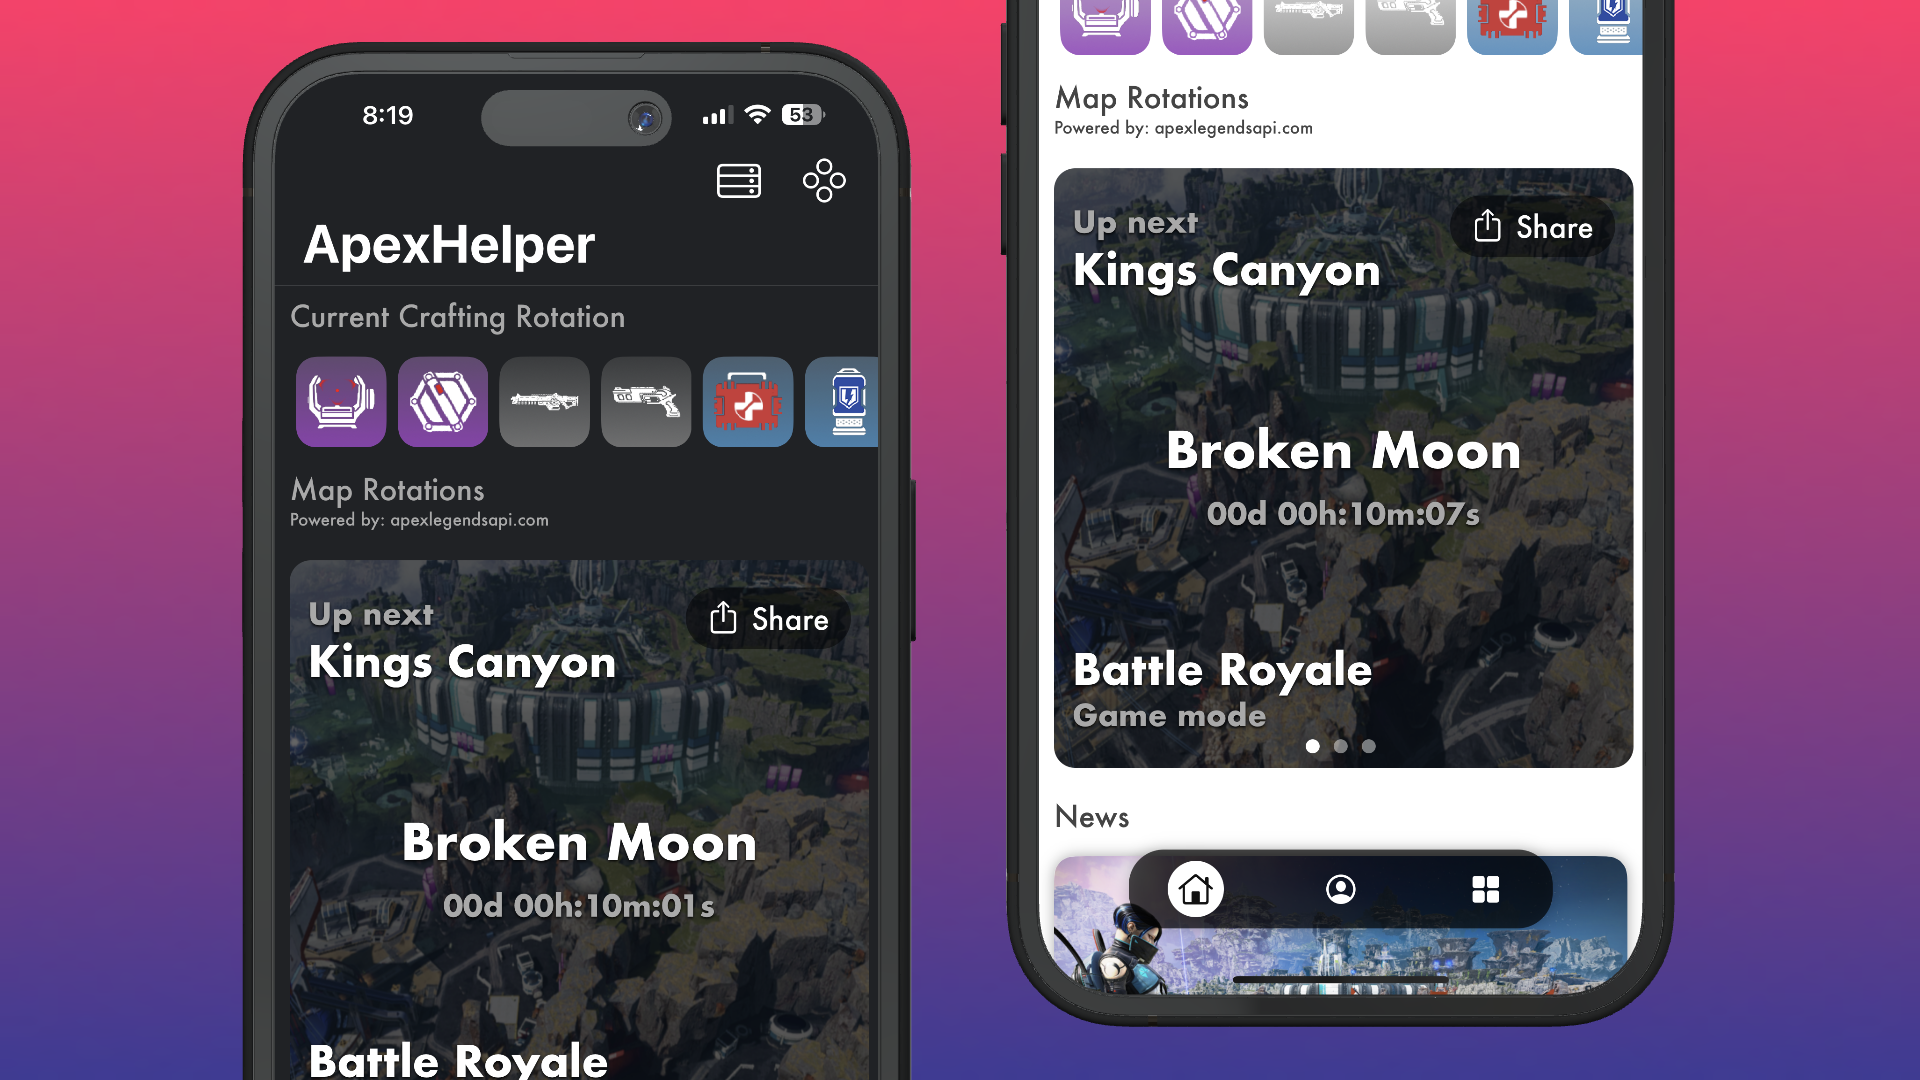 8:19
53
ApexHelper
Current Crafting Rotation
Map Rotations
Powered by: apexlegendsapi.com
Up next
Share
Kings Canyon
Broken Moon
00d 00h:10m:01s
Battle Royale
Map Rotations
Powered by: apexlegendsapi.com
Up next
Share
Kings Canyon
Broken Moon
00d 00h:10m:07s
Battle Royale
Game mode
News